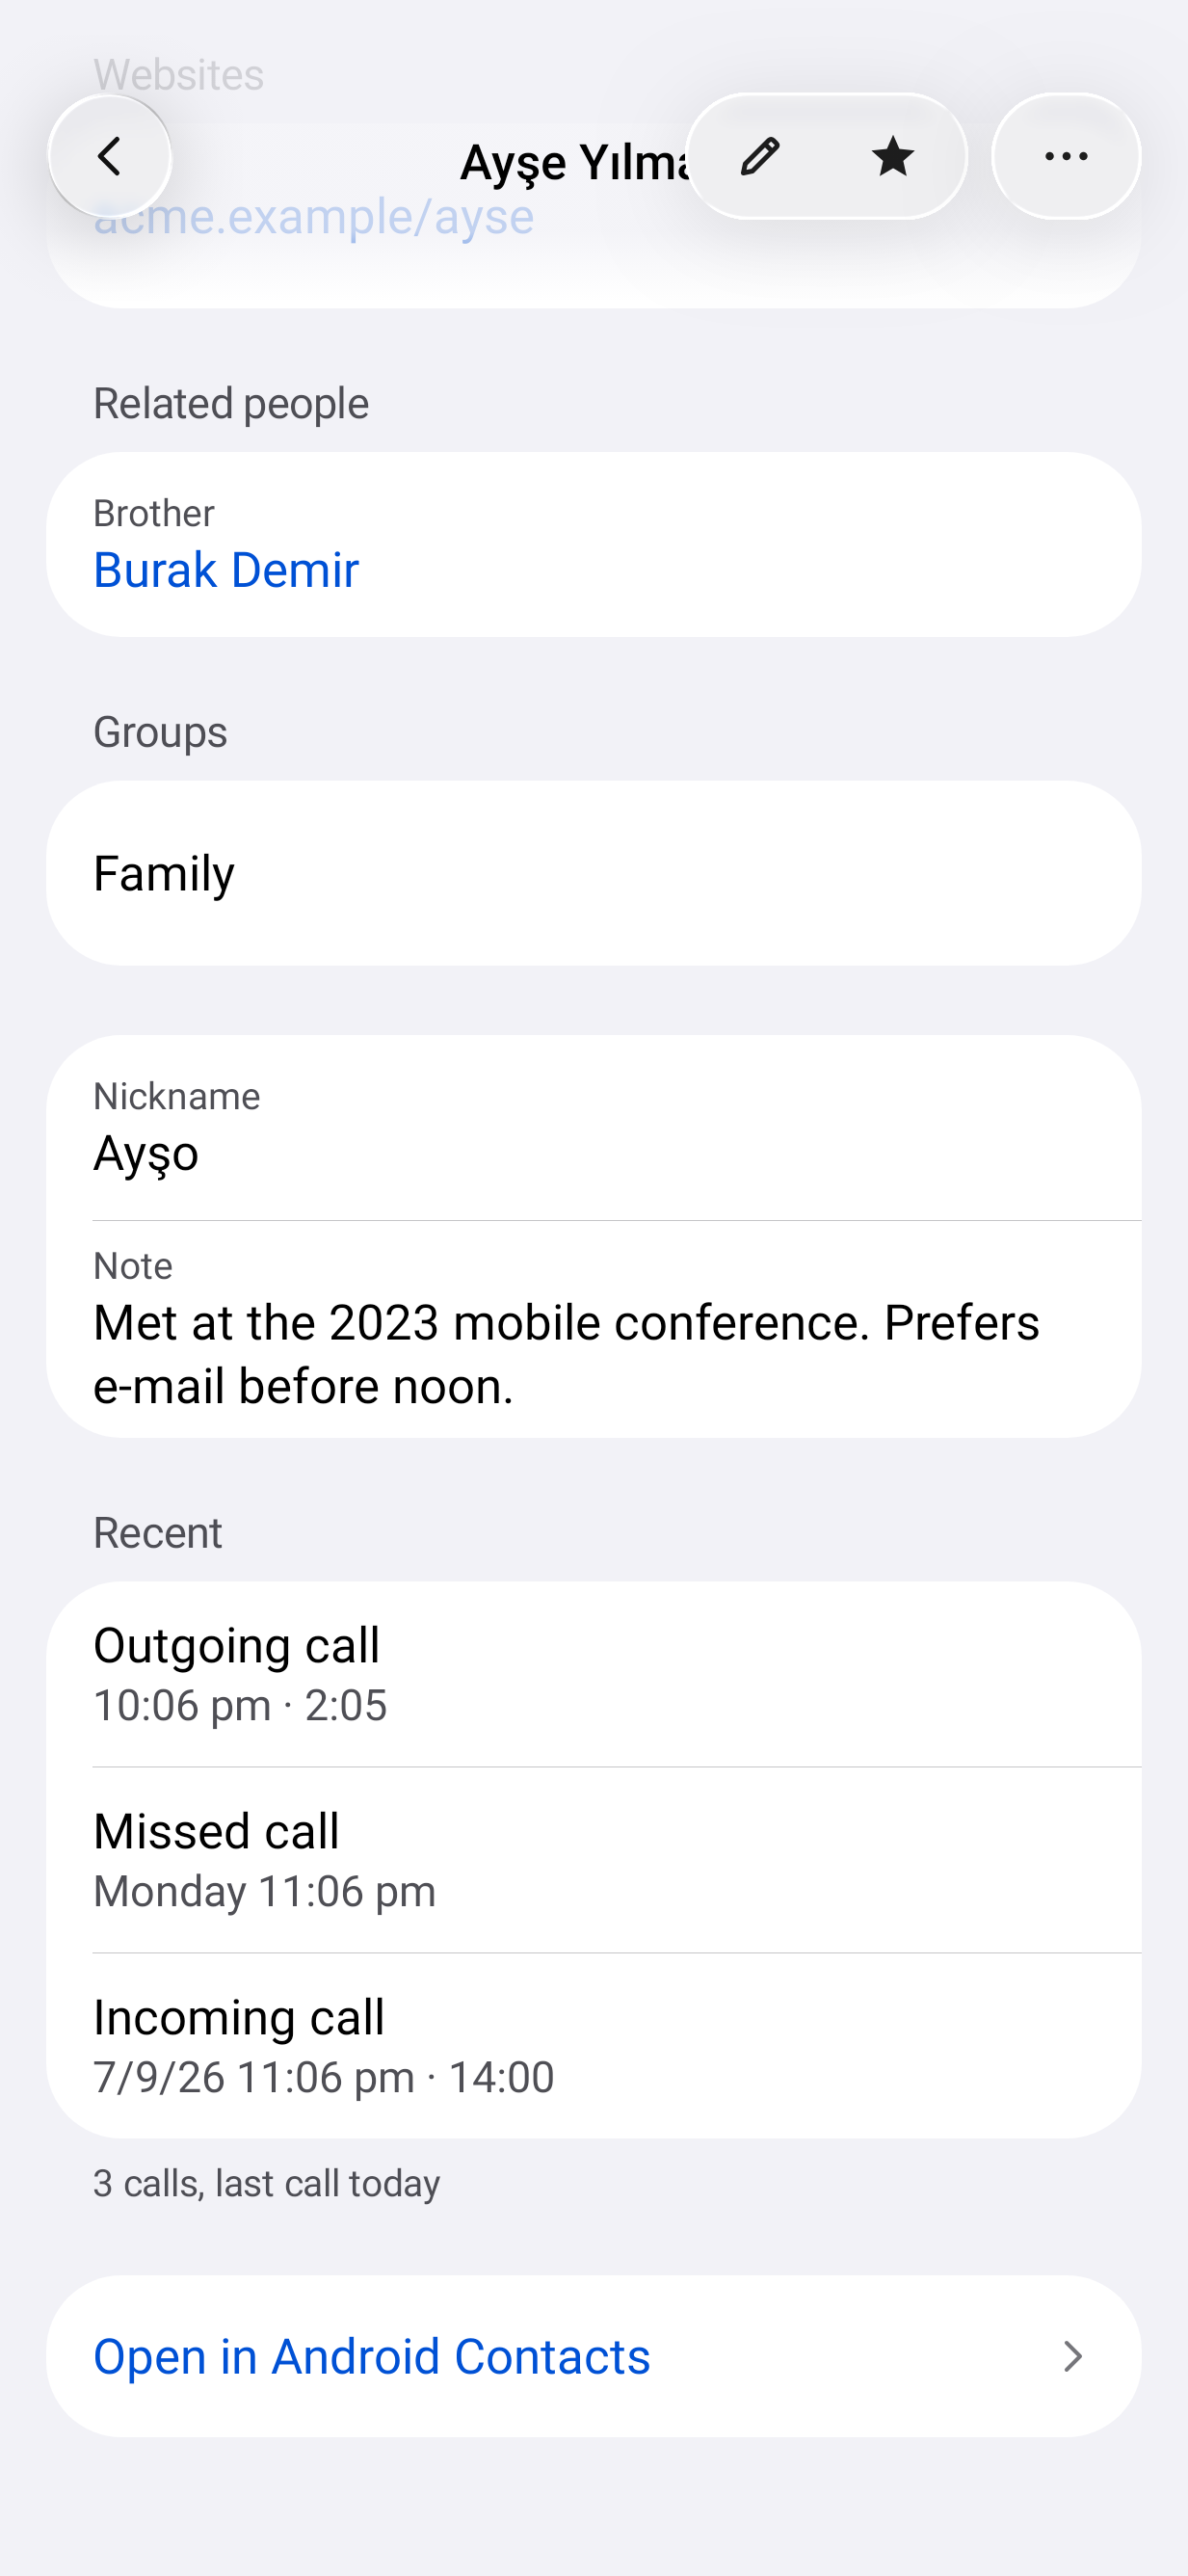 Websites
Ayşe Yılma
acme.example/ayse
Related people
Brother
Burak Demir
Groups
Family
Nickname
Ayşo
Note
Met at the 2023 mobile conference. Prefers
e-mail before noon.
Recent
Outgoing call
10:06 pm · 2:05
Missed call
Monday 11:06 pm
Incoming call
7/9/26 11:06 pm · 14:00
3 calls, last call today
Open in Android Contacts